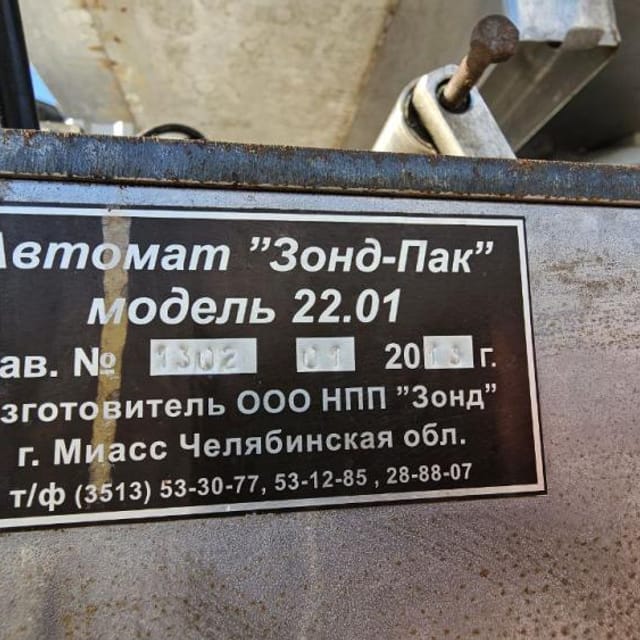 Автомат ”Зонд-Пак”
модель 22.01
ав. № 1302 01 2013 г.
зготовитель ООО НПП ”Зонд”
г. Миасс Челябинская обл.
т/ф (3513) 53-30-77, 53-12-85 , 28-88-07